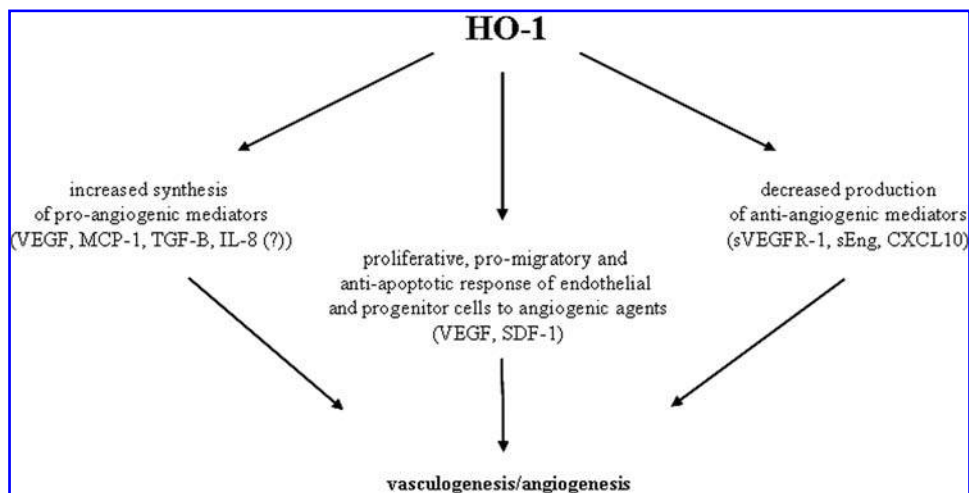 HO-1
increased synthesis
of pro-angiogenic mediators
(VEGF, MCP-1, TGF-B, IL-8 (?))
proliferative, pro-migratory and
anti-apoptotic response of endothelial
and progenitor cells to angiogenic agents
(VEGF, SDF-1)
decreased production
of anti-angiogenic mediators
(sVEGFR-1, sEng, CXCL10)
vasculogenesis/angiogenesis